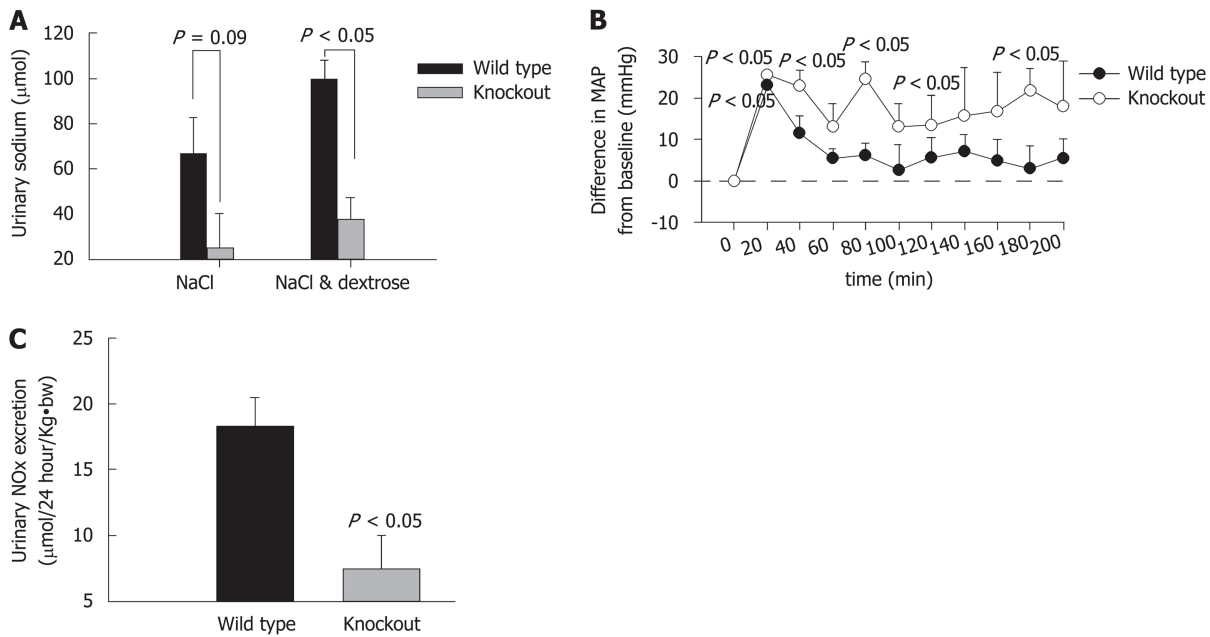 A
Urinary sodium (μmol)
120
100
80
60
40
20
P = 0.09
P < 0.05
NaCl
NaCl & dextrose
Wild type
Knockout
B
Difference in MAP
from baseline (mmHg)
30
20
10
0
-10
P < 0.05
P < 0.05
P < 0.05
P < 0.05
P < 0.05
P < 0.05
0 20 40 60 80 100 120 140 160 180 200
time (min)
Wild type
Knockout
C
Urinary NOx excretion
(μmol/24 hour/Kg•bw)
25
20
15
10
5
P < 0.05
Wild type
Knockout